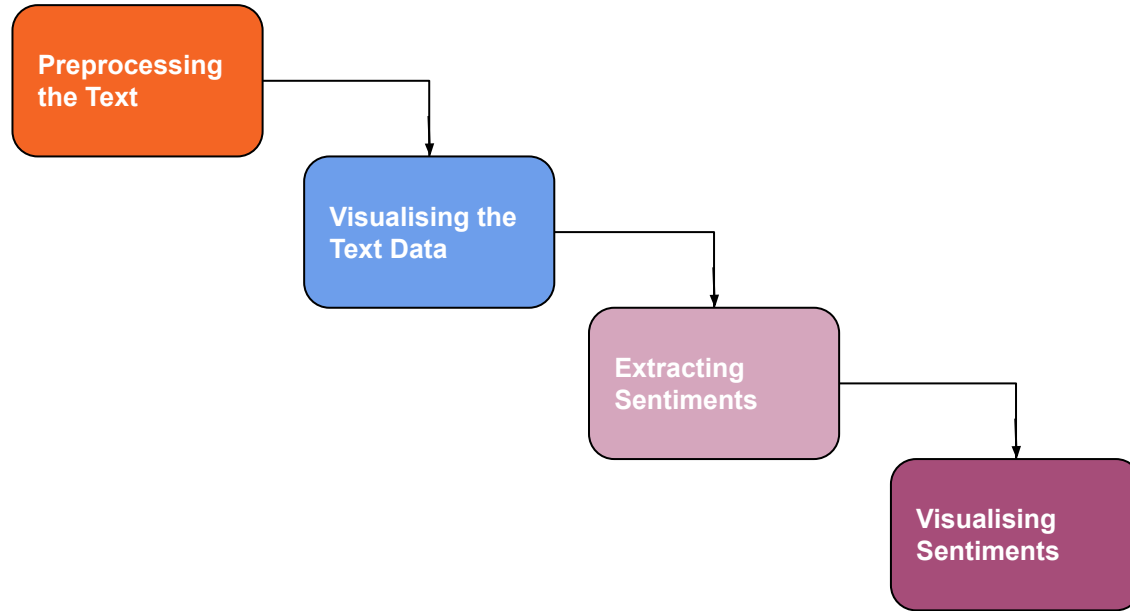 Preprocessing
the Text
Visualising the
Text Data
Extracting
Sentiments
Visualising
Sentiments